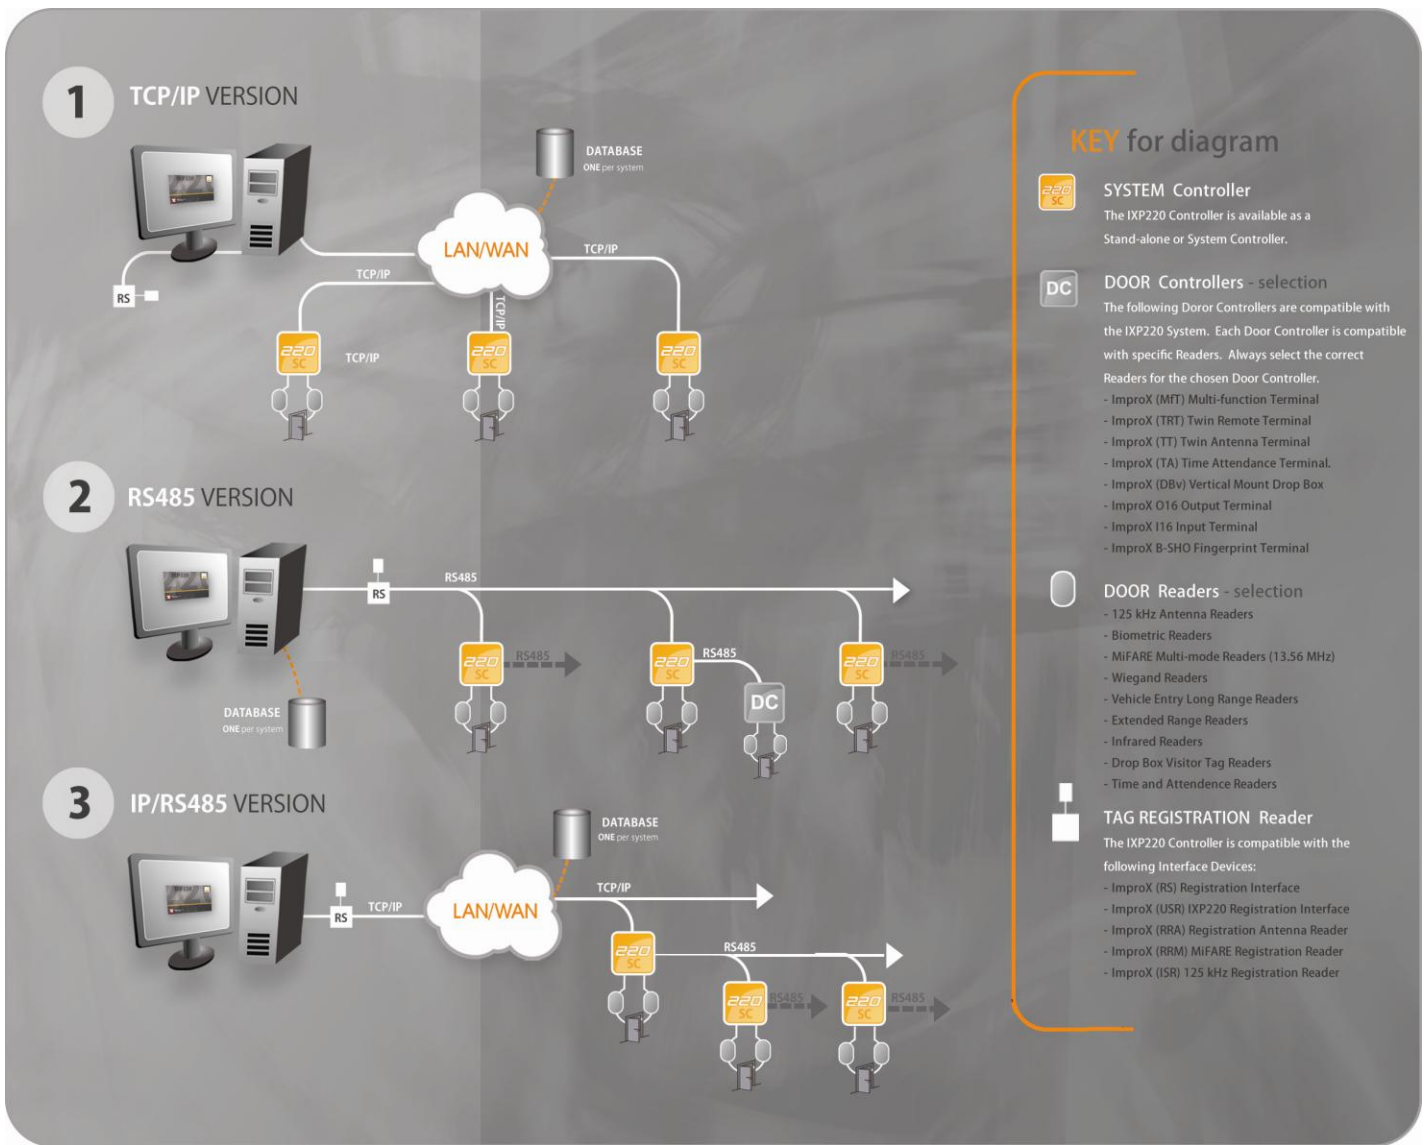 1
TCP/IP VERSION
DATABASE
ONE per system
LAN/WAN
TCP/IP
TCP/IP
TCP/IP
RS
220
SC
TCP/IP
220
SC
220
SC
2
RS485 VERSION
RS485
RS
220
SC
RS485
220
SC
RS485
220
SC
RS485
DC
DATABASE
ONE per system
3
IP/RS485 VERSION
DATABASE
ONE per system
TCP/IP
RS
TCP/IP
LAN/WAN
220
SC
RS485
220
SC
RS485
220
SC
RS485
KEY for diagram
220
SC
SYSTEM Controller
The IXP220 Controller is available as a
Stand-alone or System Controller.
DC
DOOR Controllers - selection
The following Doror Controllers are compatible with
the IXP220 System. Each Door Controller is compatible
with specific Readers. Always select the correct
Readers for the chosen Door Controller.
- ImproX (MfT) Multi-function Terminal
- ImproX (TRT) Twin Remote Terminal
- ImproX (TT) Twin Antenna Terminal
- ImproX (TA) Time Attendance Terminal.
- ImproX (DBv) Vertical Mount Drop Box
- ImproX O16 Output Terminal
- ImproX I16 Input Terminal
- ImproX B-SHO Fingerprint Terminal
DOOR Readers - selection
- 125 kHz Antenna Readers
- Biometric Readers
- MiFARE Multi-mode Readers (13.56 MHz)
- Wiegand Readers
- Vehicle Entry Long Range Readers
- Extended Range Readers
- Infrared Readers
- Drop Box Visitor Tag Readers
- Time and Attendence Readers
TAG REGISTRATION Reader
The IXP220 Controller is compatible with the
following Interface Devices:
- ImproX (RS) Registration Interface
- ImproX (USR) IXP220 Registration Interface
- ImproX (RRA) Registration Antenna Reader
- ImproX (RRM) MiFARE Registration Reader
- ImproX (ISR) 125 kHz Registration Reader